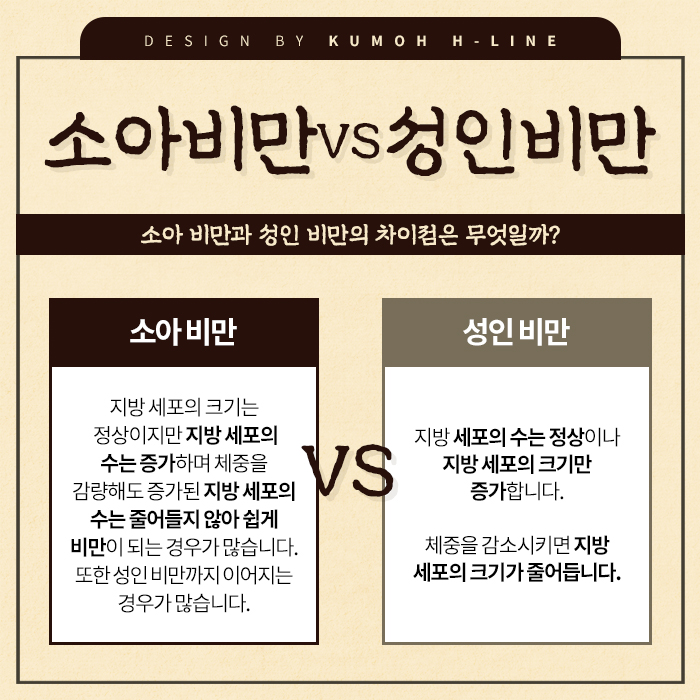 DESIGN BY KUMOH H-LINE
소아비만vs성인비만
소아 비만과 성인 비만의 차이점은 무엇일까?
소아 비만
지방 세포의 크기는
정상이지만 지방 세포의
수는 증가하며 체중을
감량해도 증가된 지방 세포의
수는 줄어들지 않아 쉽게
비만이 되는 경우가 많습니다.
또한 성인 비만까지 이어지는
경우가 많습니다.
vs
성인 비만
지방 세포의 수는 정상이나
지방 세포의 크기만
증가합니다.
체중을 감소시키면 지방
세포의 크기가 줄어듭니다.